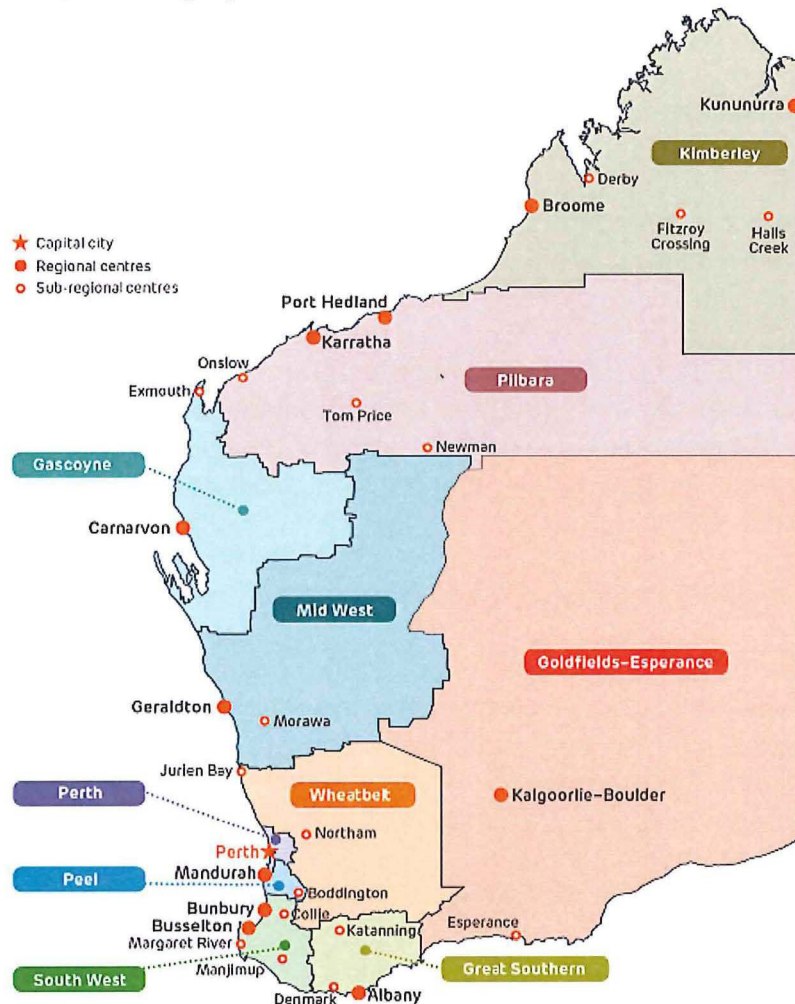 Kununurra
Kimberley
Derby
Broome
Fitzroy
Crossing
Halls
Creek
Capital city
Regional centres
Sub-regional centres
Port Hedland
Karratha
Onslow
Exmouth
Pilbara
Tom Price
Newman
Gascoyne
Carnarvon
Mid West
Goldfields-Esperance
Geraldton
Morawa
Jurien Bay
Perth
Wheatbelt
Kalgoorlie-Boulder
Northam
Perth
Mandurah
Peel
Boddington
Bunbury
Collie
Busselton
Katanning
Esperance
Margaret River
Manjimup
South West
Great Southern
Denmark
Albany